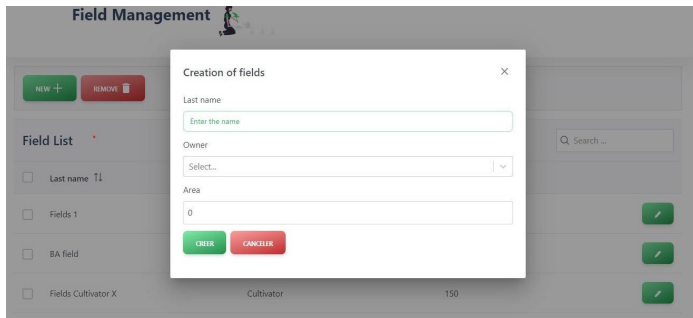 Field Management
NEW
REMOVE
Creation of fields
Last name
Enter the name
Owner
Select...
Area
0
CREER CANCELER
Field List
Search ...
Last name
Fields 1
BA field
Fields Cultivator X Cultivator 150